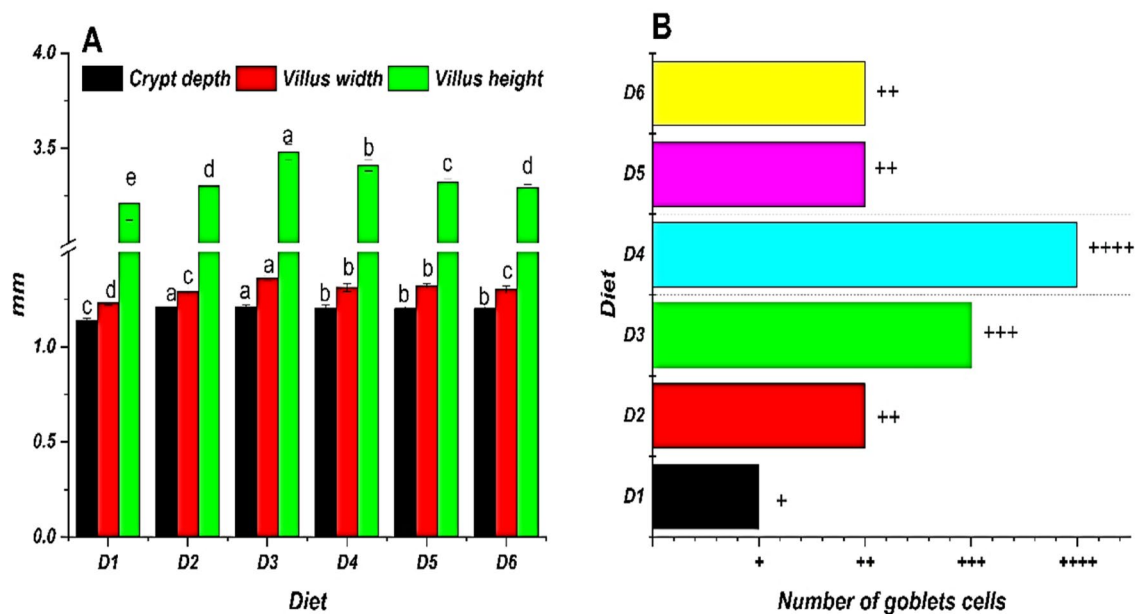 A
4.0
Crypt depth Villus width Villus height
3.5
1.0
0.5
0.0
mm
e d a b c d
c d a c a a b b b b b c
D1 D2 D3 D4 D5 D6
Diet
B
D6 ++
D5 ++
D4 ++++
D3 +++
D2 ++
D1 +
Diet
+ ++ +++ ++++
Number of goblets cells